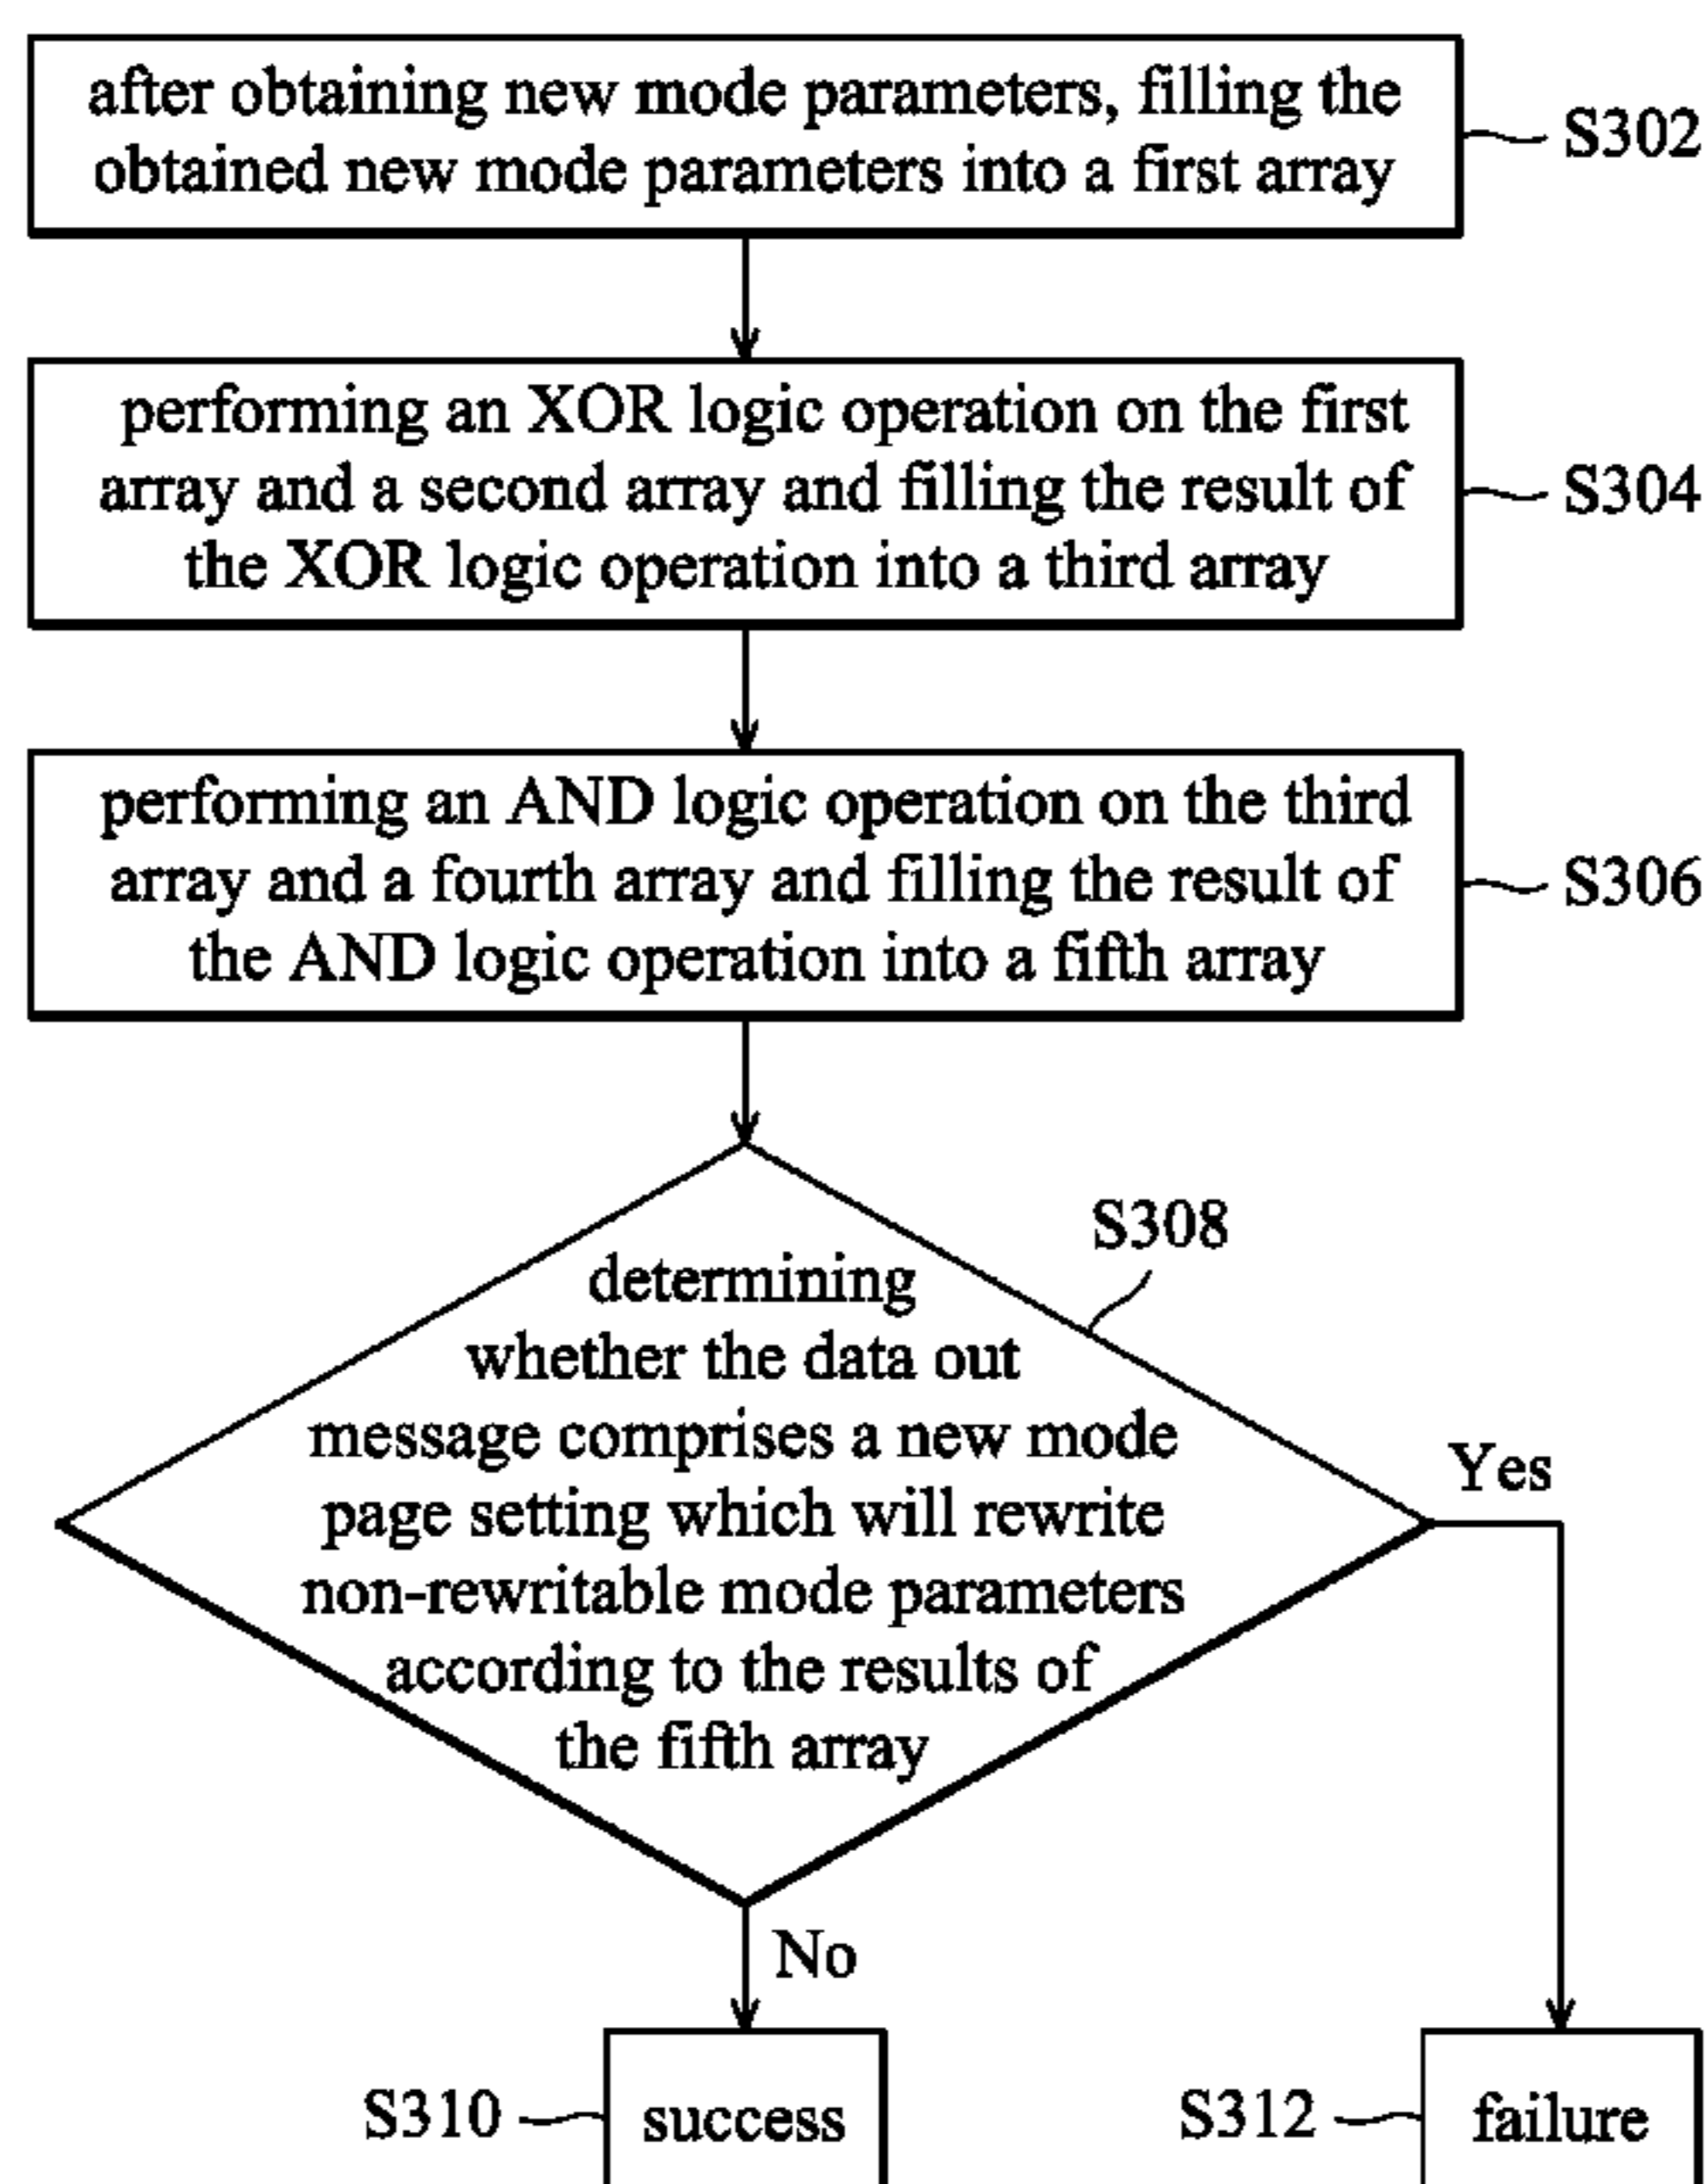 after obtaining new mode parameters, filling the
obtained new mode parameters into a first array
S302
performing an XOR logic operation on the first
array and a second array and filling the result of
the XOR logic operation into a third array
S304
performing an AND logic operation on the third
array and a fourth array and filling the result of
the AND logic operation into a fifth array
S306
S308
determining
whether the data out
message comprises a new mode
page setting which will rewrite
non-rewritable mode parameters
according to the results of
the fifth array
Yes
No
S310
success
S312
failure